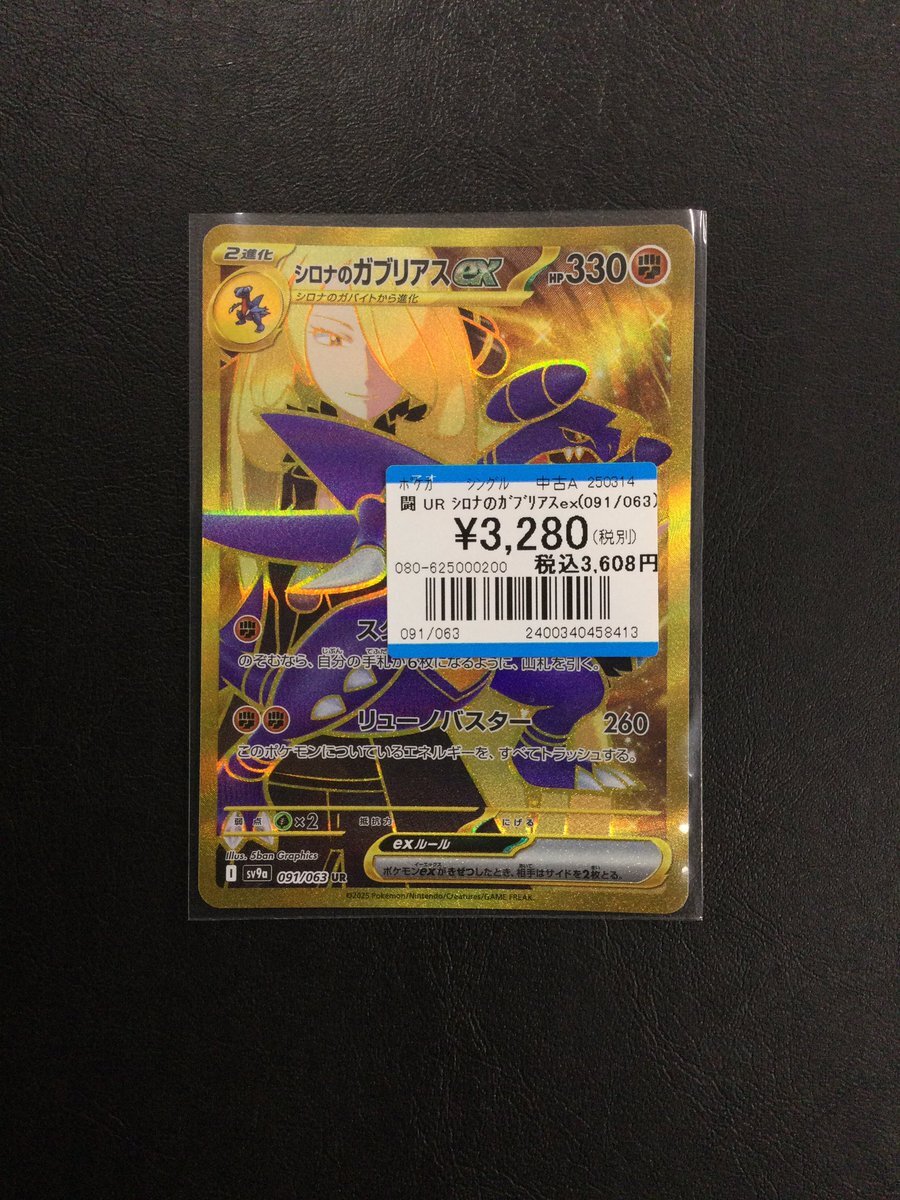 2進化
シロナのガブリアスex
HP330
シロナのガバイトから進化
ポケカ シングル 中古A 250314
闘 UR シロナのガブリアスex(091/063)
¥3,280(税別)
080-625000200 税込3,608円
091/063 2400340458413
スク
のぞむなら、自分の手札が6枚になるように、山札を引く。
リューノバスター 260
このポケモンについているエネルギーを、すべてトラッシュする。
弱点 ×2 抵抗力 にげる
exルール
ポケモンexがきぜつしたとき、相手はサイドを2枚とる。
Illus. 5ban Graphics
I sv9a 091/063 UR
©2025 Pokémon/Nintendo/Creatures/GAME FREAK.